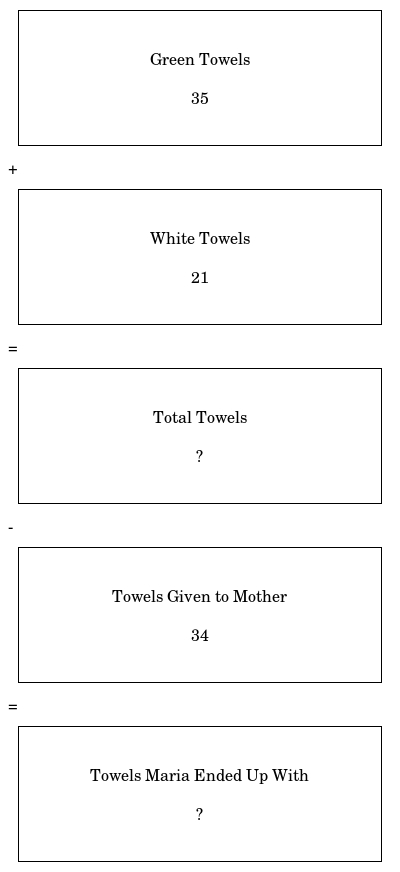 Green Towels
35
+
White Towels
21
=
Total Towels
?
-
Towels Given to Mother
34
=
Towels Maria Ended Up With
?